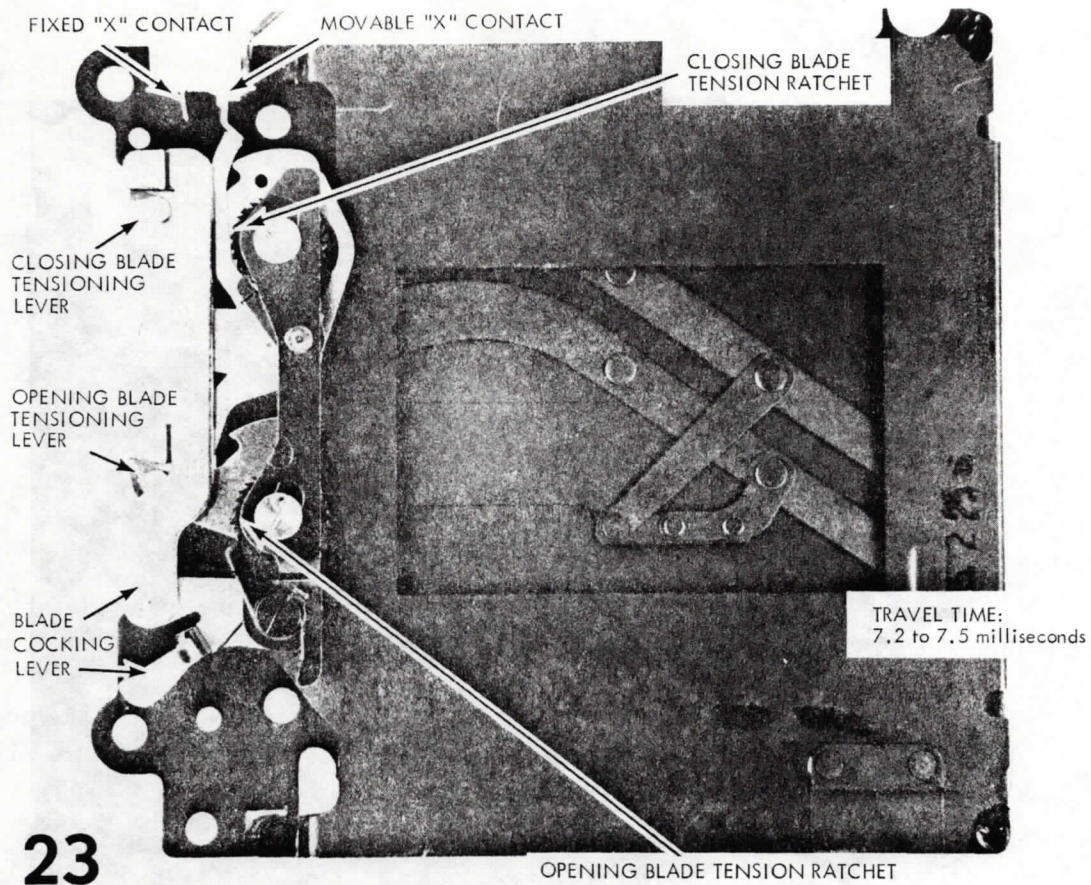 FIXED "X" CONTACT
MOVABLE "X" CONTACT
CLOSING BLADE
TENSION RATCHET
CLOSING BLADE
TENSIONING
LEVER
OPENING BLADE
TENSIONING
LEVER
BLADE
COCKING
LEVER
TRAVEL TIME:
7.2 to 7.5 milliseconds
23
OPENING BLADE TENSION RATCHET